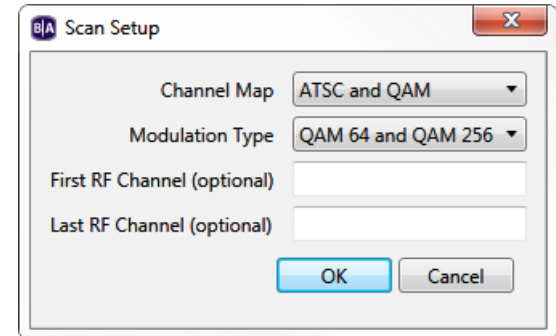 B|A Scan Setup
Channel Map ATSC and QAM
Modulation Type QAM 64 and QAM 256
First RF Channel (optional)
Last RF Channel (optional)
OK Cancel